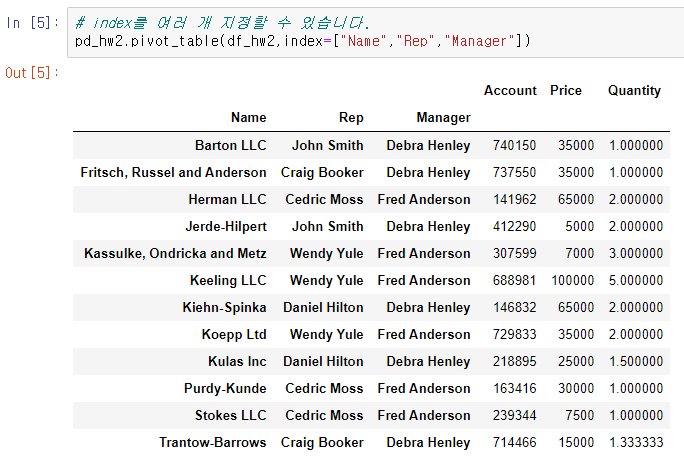 In [5]: # index를 여러 개 지정할 수 있습니다.
pd_hw2.pivot_table(df_hw2,index=["Name","Rep","Manager"])
Out[5]:
Account Price Quantity
Name Rep Manager
Barton LLC John Smith Debra Henley 740150 35000 1.000000
Fritsch, Russel and Anderson Craig Booker Debra Henley 737550 35000 1.000000
Herman LLC Cedric Moss Fred Anderson 141962 65000 2.000000
Jerde-Hilpert John Smith Debra Henley 412290 5000 2.000000
Kassulke, Ondricka and Metz Wendy Yule Fred Anderson 307599 7000 3.000000
Keeling LLC Wendy Yule Fred Anderson 688981 100000 5.000000
Kiehn-Spinka Daniel Hilton Debra Henley 146832 65000 2.000000
Koepp Ltd Wendy Yule Fred Anderson 729833 35000 2.000000
Kulas Inc Daniel Hilton Debra Henley 218895 25000 1.500000
Purdy-Kunde Cedric Moss Fred Anderson 163416 30000 1.000000
Stokes LLC Cedric Moss Fred Anderson 239344 7500 1.000000
Trantow-Barrows Craig Booker Debra Henley 714466 15000 1.333333